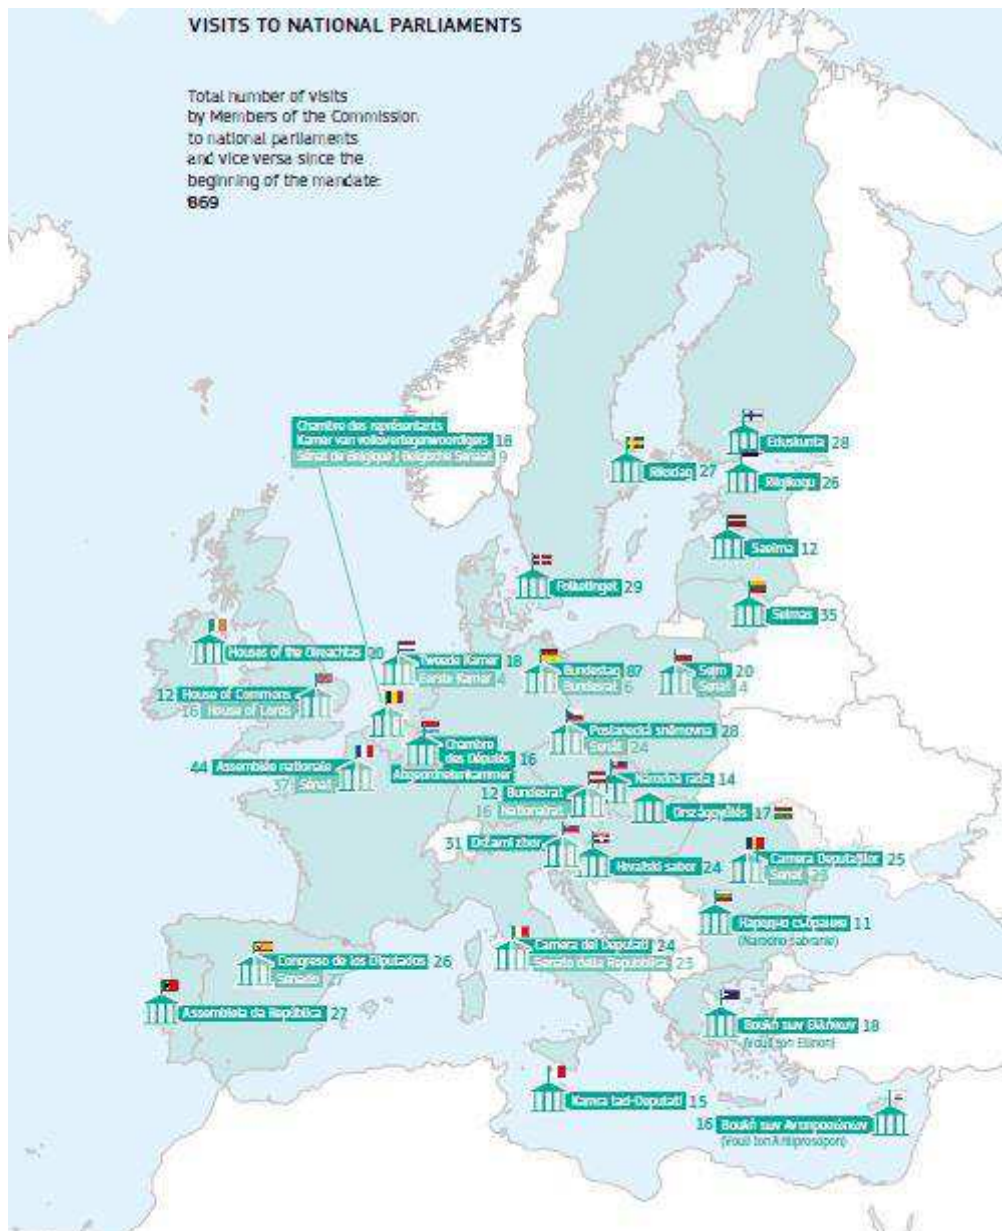 VISITS TO NATIONAL PARLIAMENTS
Total number of visits
by Members of the Commission
to national parliaments
and vice versa since the
beginning of the mandate:
869
Chambre des représentants
Kamer van volksvertegenwoordigers 18
Sénat de Belgique | Belgische Senaat 9
Eduskunta 28
Riksdag 27
Riigikogu 26
Saeima 12
Folketinget 29
Seimas 35
Houses of the Oireachtas
Tweede Kamer 18
Eerste Kamer 4
Bundestag 87
Bundesrat 6
Sejm 20
Senat 4
12 House of Commons
16 House of Lords
Poslanecká sněmovna 28
Senát 24
Chambre
des Députés 16
Abgeordnetenkammer
44 Assemblée nationale
37 Sénat
Národná rada 14
12 Bundesrat
16 Nationalrat
Országgyűlés 17
31 Državni zbor
Hrvatski sabor 24
Camera Deputaților 25
Senat 23
Народно събрание 11
(Narodno sabranie)
Camera dei Deputati 24
Senato della Repubblica 23
Congreso de los Diputados 26
Senado
Assembleia da República 27
Βουλή των Ελλήνων 18
(Vouli ton Ellinon)
Kamra tad-Deputati 15
16 Βουλή των Αντιπροσώπων
(Vouli ton Antiprosopon)